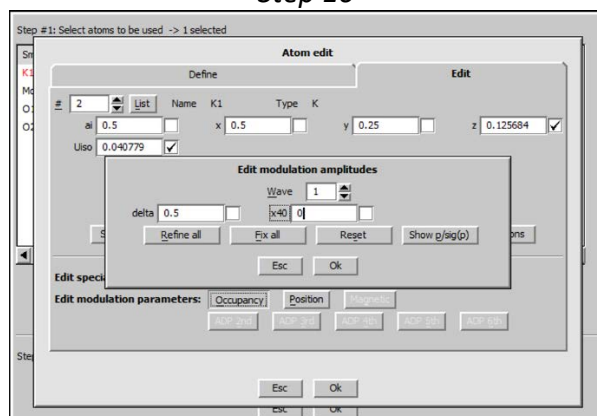 Step #1: Select atoms to be used -> 1 selected
Atom edit
Define Edit
# 2 List Name K1 Type K
ai 0.5 x 0.5 y 0.25 z 0.125684
Uiso 0.040779
Edit modulation amplitudes
Wave 1
delta 0.5 x40 0
Refine all Fix all Reset Show p/sig(p)
Esc Ok
Edit modulation parameters: Occupancy Position Magnetic
ADP 2nd ADP 3rd ADP 4th ADP 5th ADP 6th
Esc Ok
Esc Ok